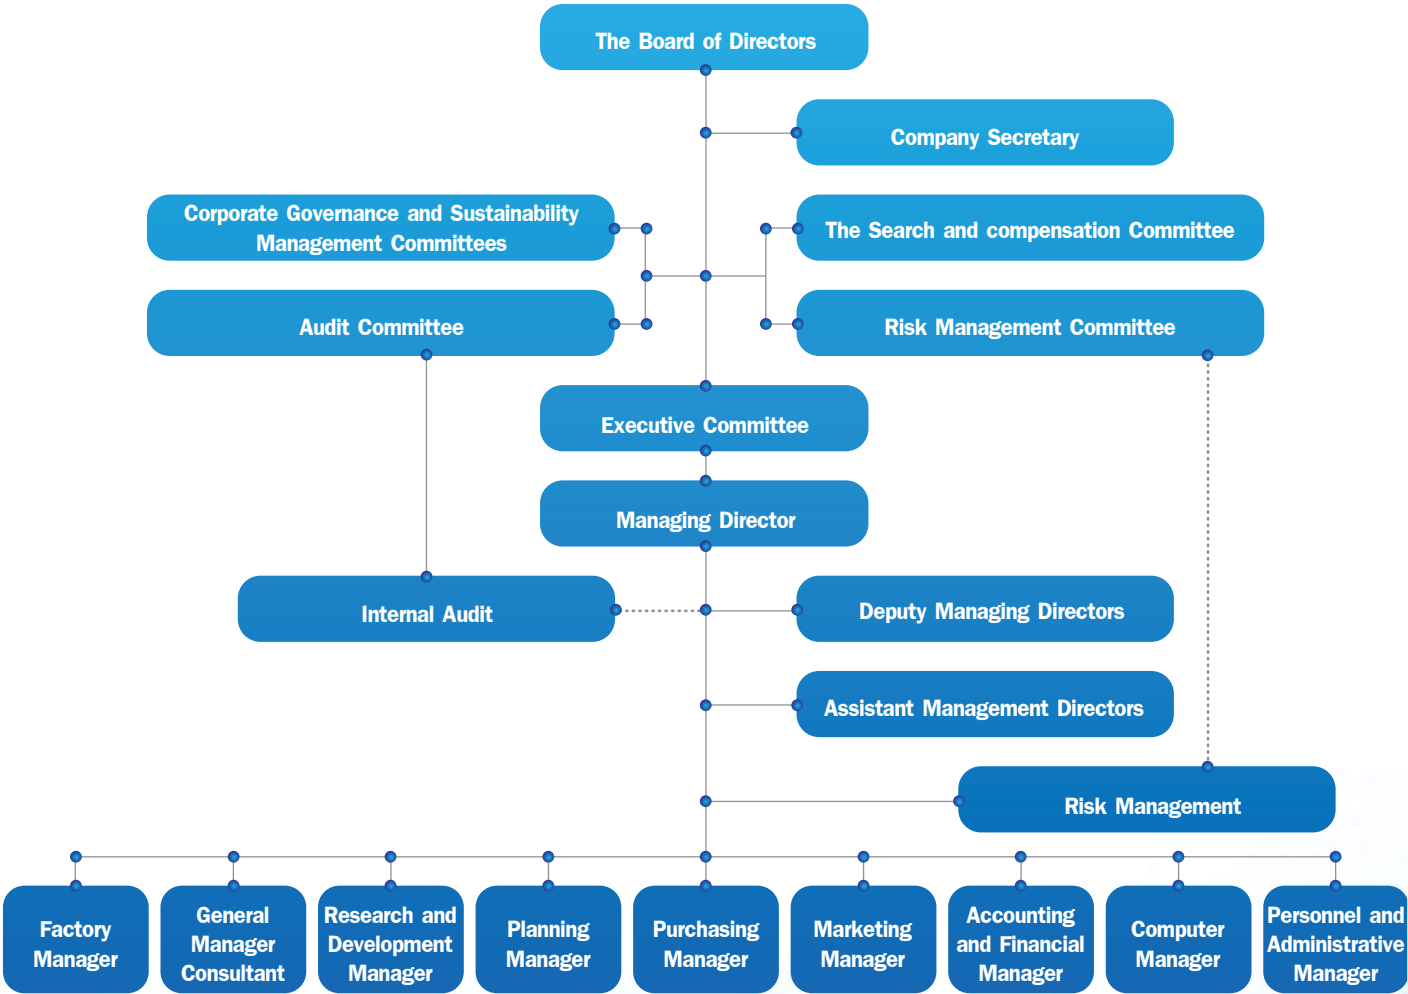 The Board of Directors
Company Secretary
Corporate Governance and Sustainability
Management Committees
The Search and compensation Committee
Audit Committee
Risk Management Committee
Executive Committee
Managing Director
Internal Audit
Deputy Managing Directors
Assistant Management Directors
Risk Management
Factory
Manager
General
Manager
Consultant
Research and
Development
Manager
Planning
Manager
Purchasing
Manager
Marketing
Manager
Accounting
and Financial
Manager
Computer
Manager
Personnel and
Administrative
Manager